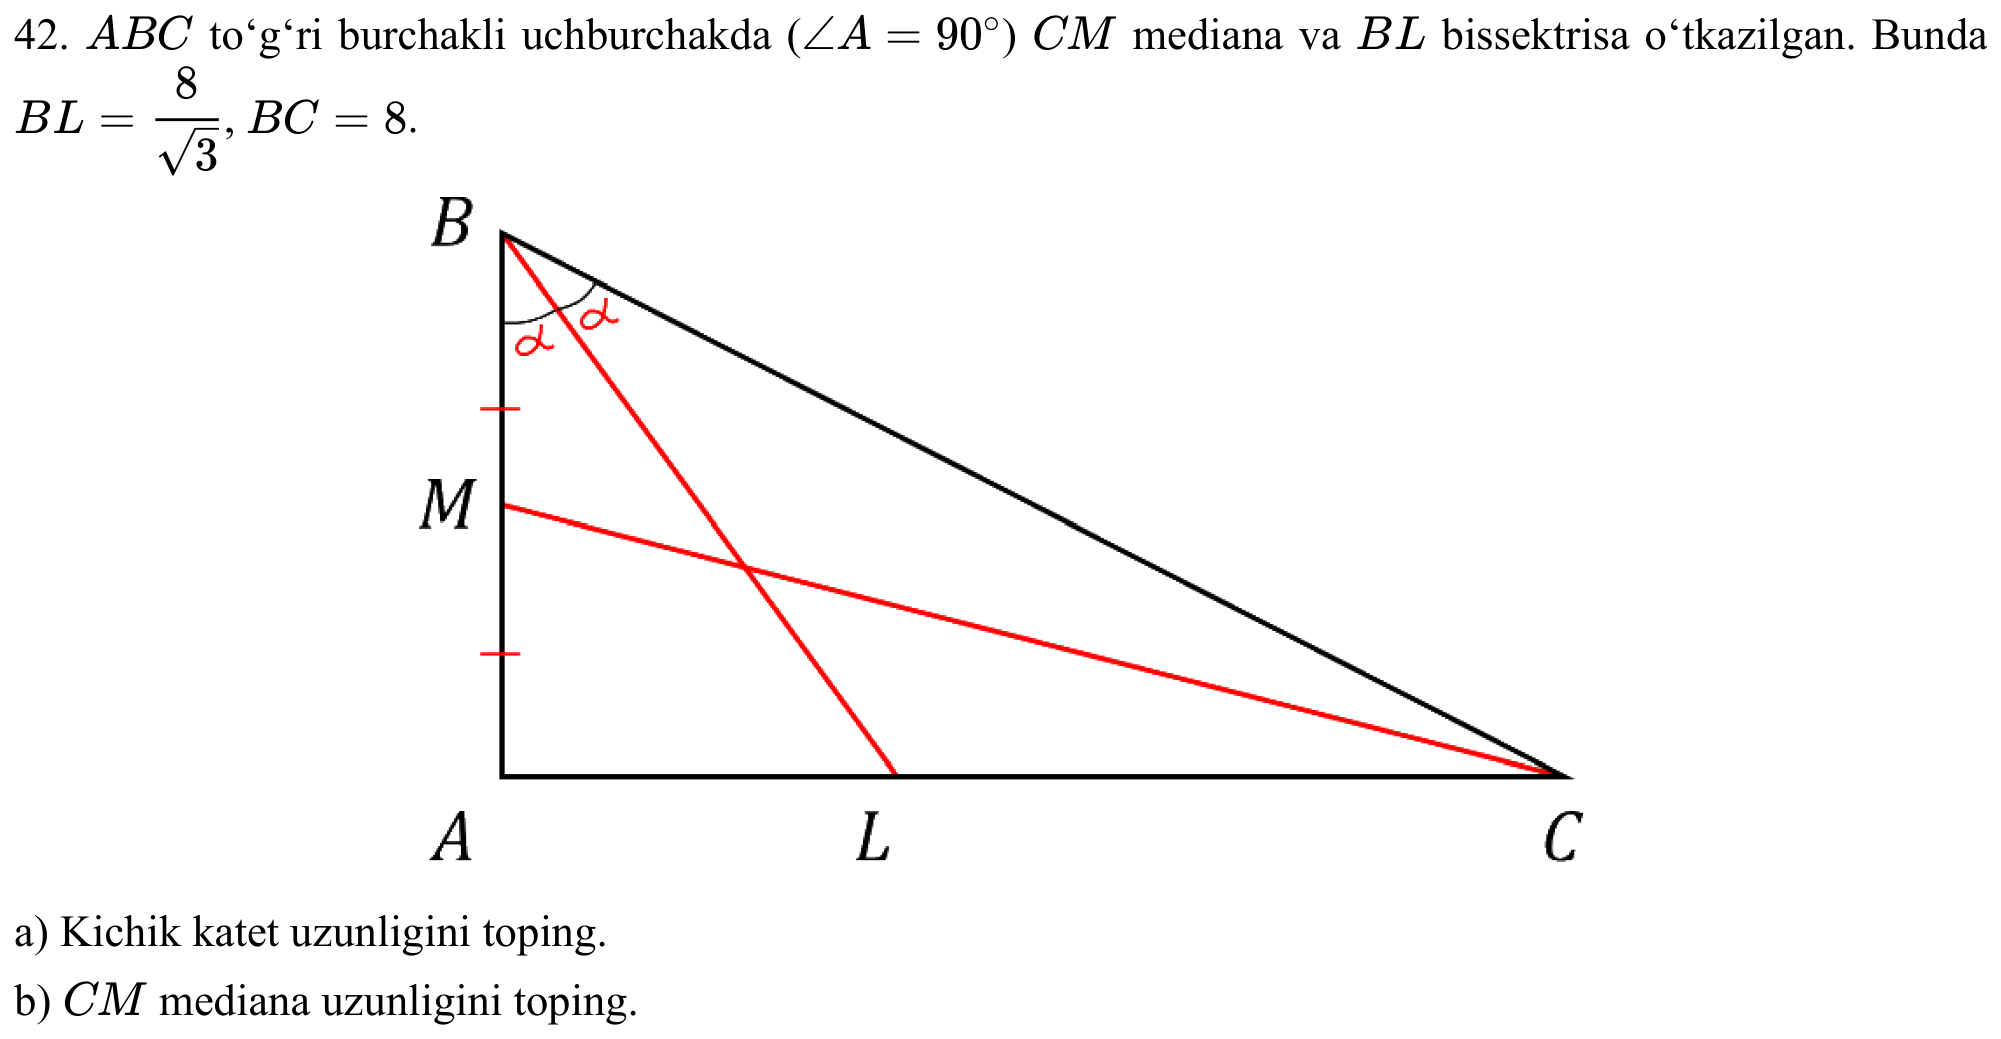 42. ABC to‘g‘ri burchakli uchburchakda (∠A = 90°) CM mediana va BL bissektrisa o‘tkazilgan. Bunda
BL = 8/√3, BC = 8.
B
α
α
M
A L C
a) Kichik katet uzunligini toping.
b) CM mediana uzunligini toping.